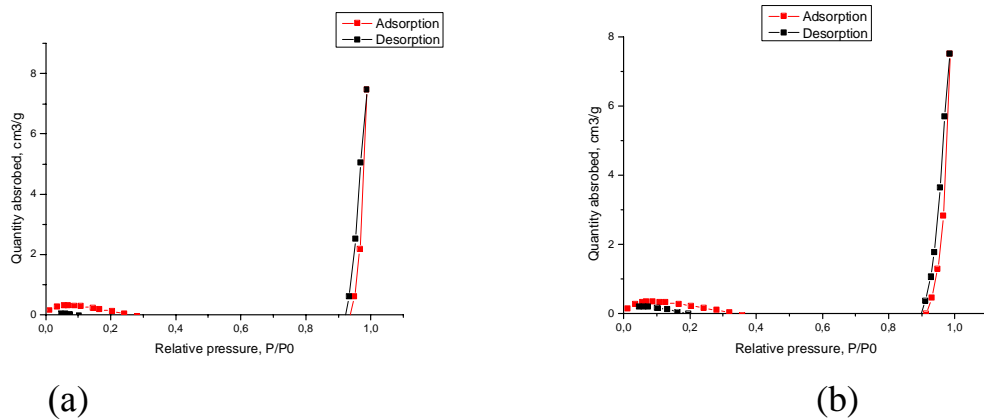 Adsorption
Desorption
8
6
4
2
0
Quantity absrobed, cm3/g
0,0
0,2
0,4
0,6
0,8
1,0
Relative pressure, P/P0
(a)
Adsorption
Desorption
8
6
4
2
0
Quantity absrobed, cm3/g
0,0
0,2
0,4
0,6
0,8
1,0
Relative pressure, P/P0
(b)